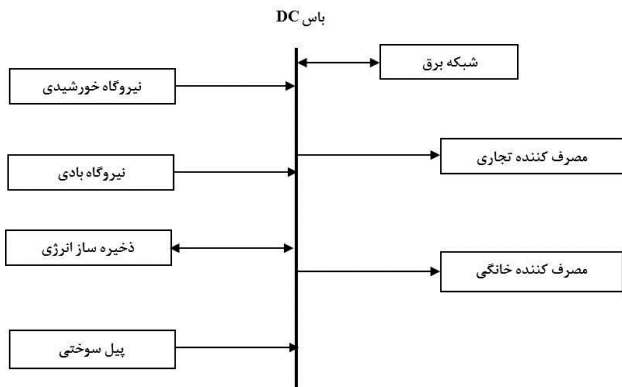 باس DC
شبکه برق
نیروگاه خورشیدی
مصرف کننده تجاری
نیروگاه بادی
ذخیره ساز انرژی
مصرف کننده خانگی
پیل سوختی